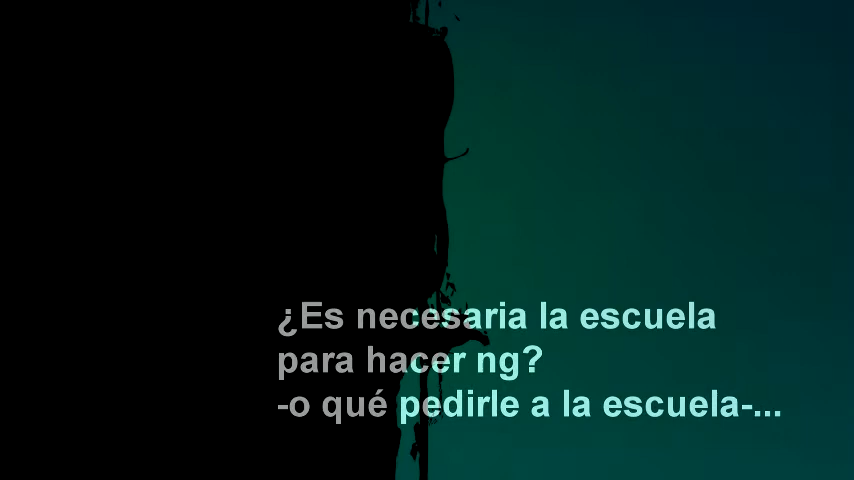 ¿Es necesaria la escuela
para hacer ng?
-o qué pedirle a la escuela-...